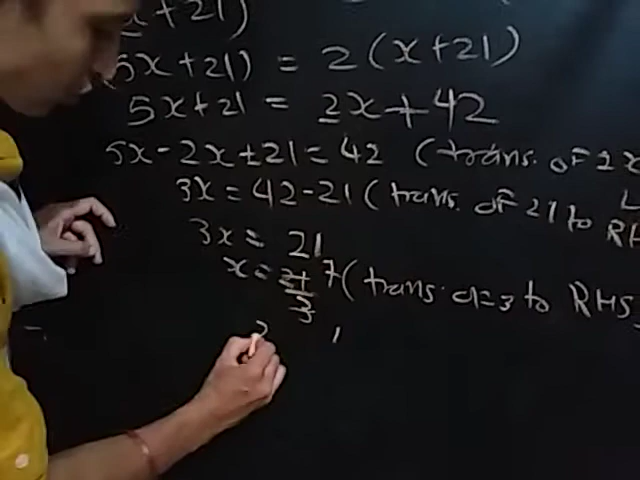 x+21)
5x+21) = 2(x+21)
5x+21 = 2x+42
5x-2x+21=42 (trans. of 2x
3x = 42-21 (trans. of 21 to RH
3x = 21
x = 21/3 7 (trans. of 3 to RHS